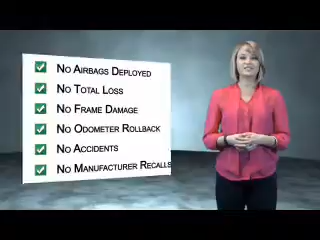 No Airbags Deployed
No Total Loss
No Frame Damage
No Odometer Rollback
No Accidents
No Manufacturer Recalls